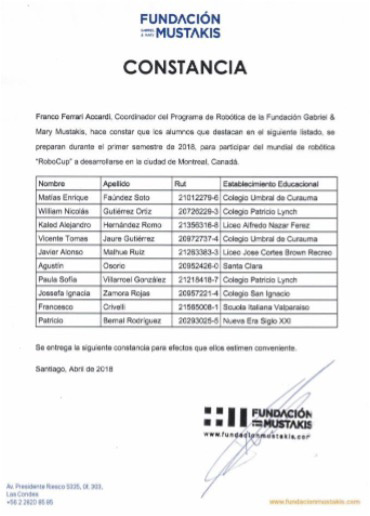 FUNDACIÓN
GABRIEL & MARY MUSTAKIS
CONSTANCIA
Franco Ferrari Accardi, Coordinador del Programa de Robótica de la Fundación Gabriel &
Mary Mustakis, hace constar que los alumnos que destacan en el siguiente listado, se
preparan durante el primer semestre de 2018, para participar del mundial de robótica
"RoboCup" a desarrollarse en la ciudad de Montreal, Canadá.
Nombre Apellido Rut Establecimiento Educacional
Matías Enrique Faúndez Soto 21012279-6 Colegio Umbral de Curauma
William Nicolás Gutiérrez Ortiz 20726229-3 Colegio Patricio Lynch
Kaled Alejandro Hernández Romo 21356316-8 Liceo Alfredo Nazar Ferez
Vicente Tomas Jaure Gutiérrez 20972737-4 Colegio Umbral de Curauma
Javier Alonso Malhue Ruiz 21263383-3 Liceo Jose Cortes Brown Recreo
Agustín Osorio 20952426-0 Santa Clara
Paula Sofía Villarroel González 21218418-7 Colegio Patricio Lynch
Jossefa Ignacia Zamora Rojas 20957221-4 Colegio San Ignacio
Francesco Crivelli 21565008-1 Scuola Italiana Valparaiso
Patricio Bernal Rodríguez 20293025-5 Nueva Era Siglo XXI
Se entrega la siguiente constancia para efectos que ellos estimen conveniente.
Santiago, Abril de 2018
FUNDACIÓN
MUSTAKIS
www.fundacionmustakis.com
Av. Presidente Riesco 5335, Of. 303,
Las Condes
+56 2 2620 85 85
www.fundacionmustakis.com